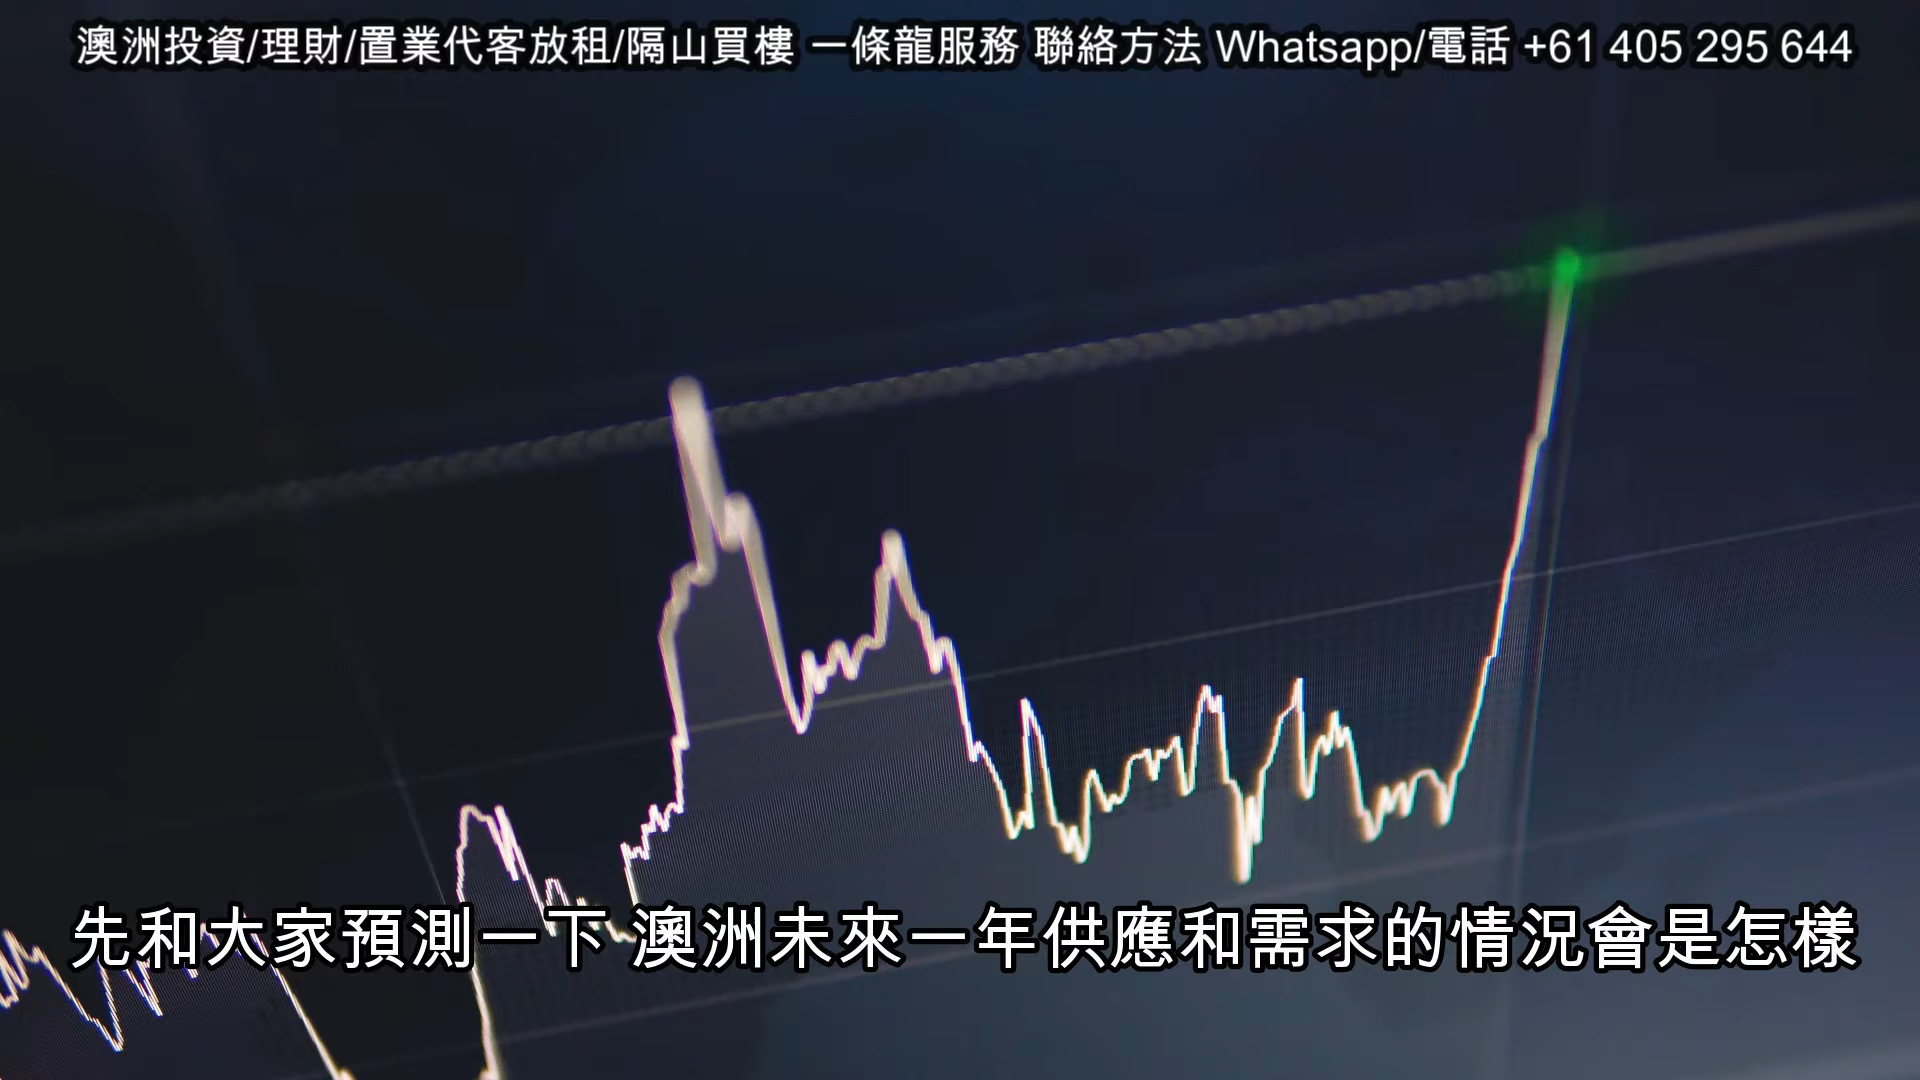 澳洲投資/理財/置業代客放租/隔山買樓 一條龍服務 聯絡方法 Whatsapp/電話 +61 405 295 644
先和大家預測一下 澳洲未來一年供應和需求的情況會是怎樣